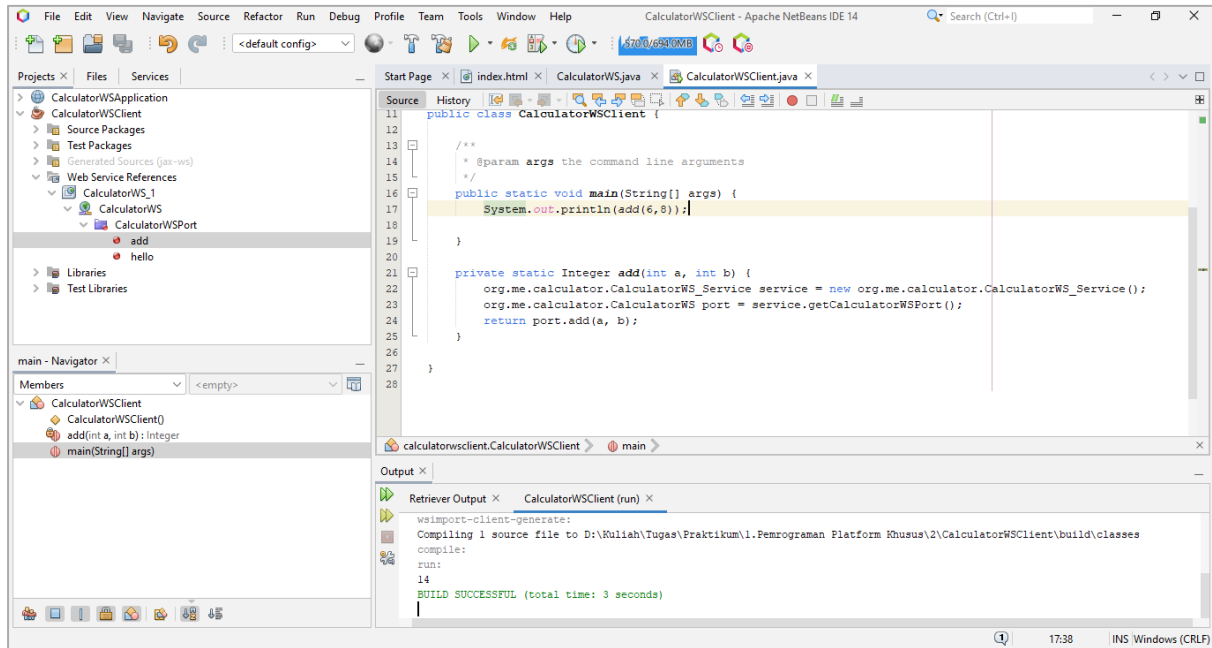 File Edit View Navigate Source Refactor Run Debug Profile Team Tools Window Help CalculatorWSClient - Apache NetBeans IDE 14 Search (Ctrl+I)
<default config> 570.0/694.0MB
Projects Files Services
CalculatorWSApplication
CalculatorWSClient
Source Packages
Test Packages
Generated Sources (jax-ws)
Web Service References
CalculatorWS_1
CalculatorWS
CalculatorWSPort
add
hello
Libraries
Test Libraries
main - Navigator
Members <empty>
CalculatorWSClient
CalculatorWSClient()
add(int a, int b) : Integer
main(String[] args)
Start Page index.html CalculatorWS.java CalculatorWSClient.java
Source History
11 public class CalculatorWSClient {
12
13 /**
14 * @param args the command line arguments
15 */
16 public static void main(String[] args) {
17 System.out.println(add(6,8));
18
19 }
20
21 private static Integer add(int a, int b) {
22 org.me.calculator.CalculatorWS_Service service = new org.me.calculator.CalculatorWS_Service();
23 org.me.calculator.CalculatorWS port = service.getCalculatorWSPort();
24 return port.add(a, b);
25 }
26
27 }
28
calculatorwsclient.CalculatorWSClient main
Output
Retriever Output CalculatorWSClient (run)
wsimport-client-generate:
Compiling 1 source file to D:\Kuliah\Tugas\Praktikum\1.Pemrograman Platform Khusus\2\CalculatorWSClient\build\classes
compile:
run:
14
BUILD SUCCESSFUL (total time: 3 seconds)
1 17:38 INS Windows (CRLF)